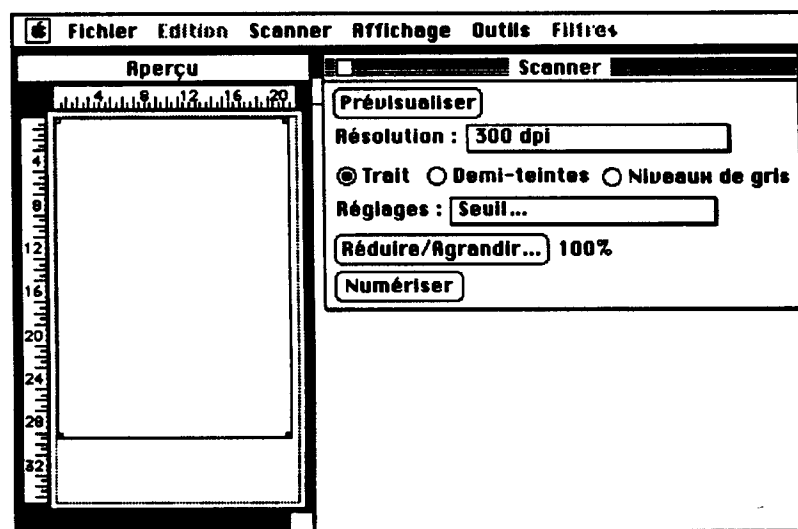 Fichier Edition Scanner Affichage Outils Filtres
Aperçu
4 8 12 16 20
4
8
12
16
20
24
28
32
Scanner
Prévisualiser
Résolution : 300 dpi
Trait Demi-teintes Niveaux de gris
Réglages : Seuil...
Réduire/Agrandir... 100%
Numériser